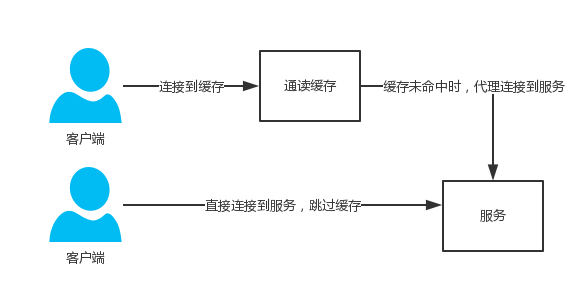 连接到缓存
通读缓存
缓存未命中时，代理连接到服务
客户端
直接连接到服务，跳过缓存
服务
客户端